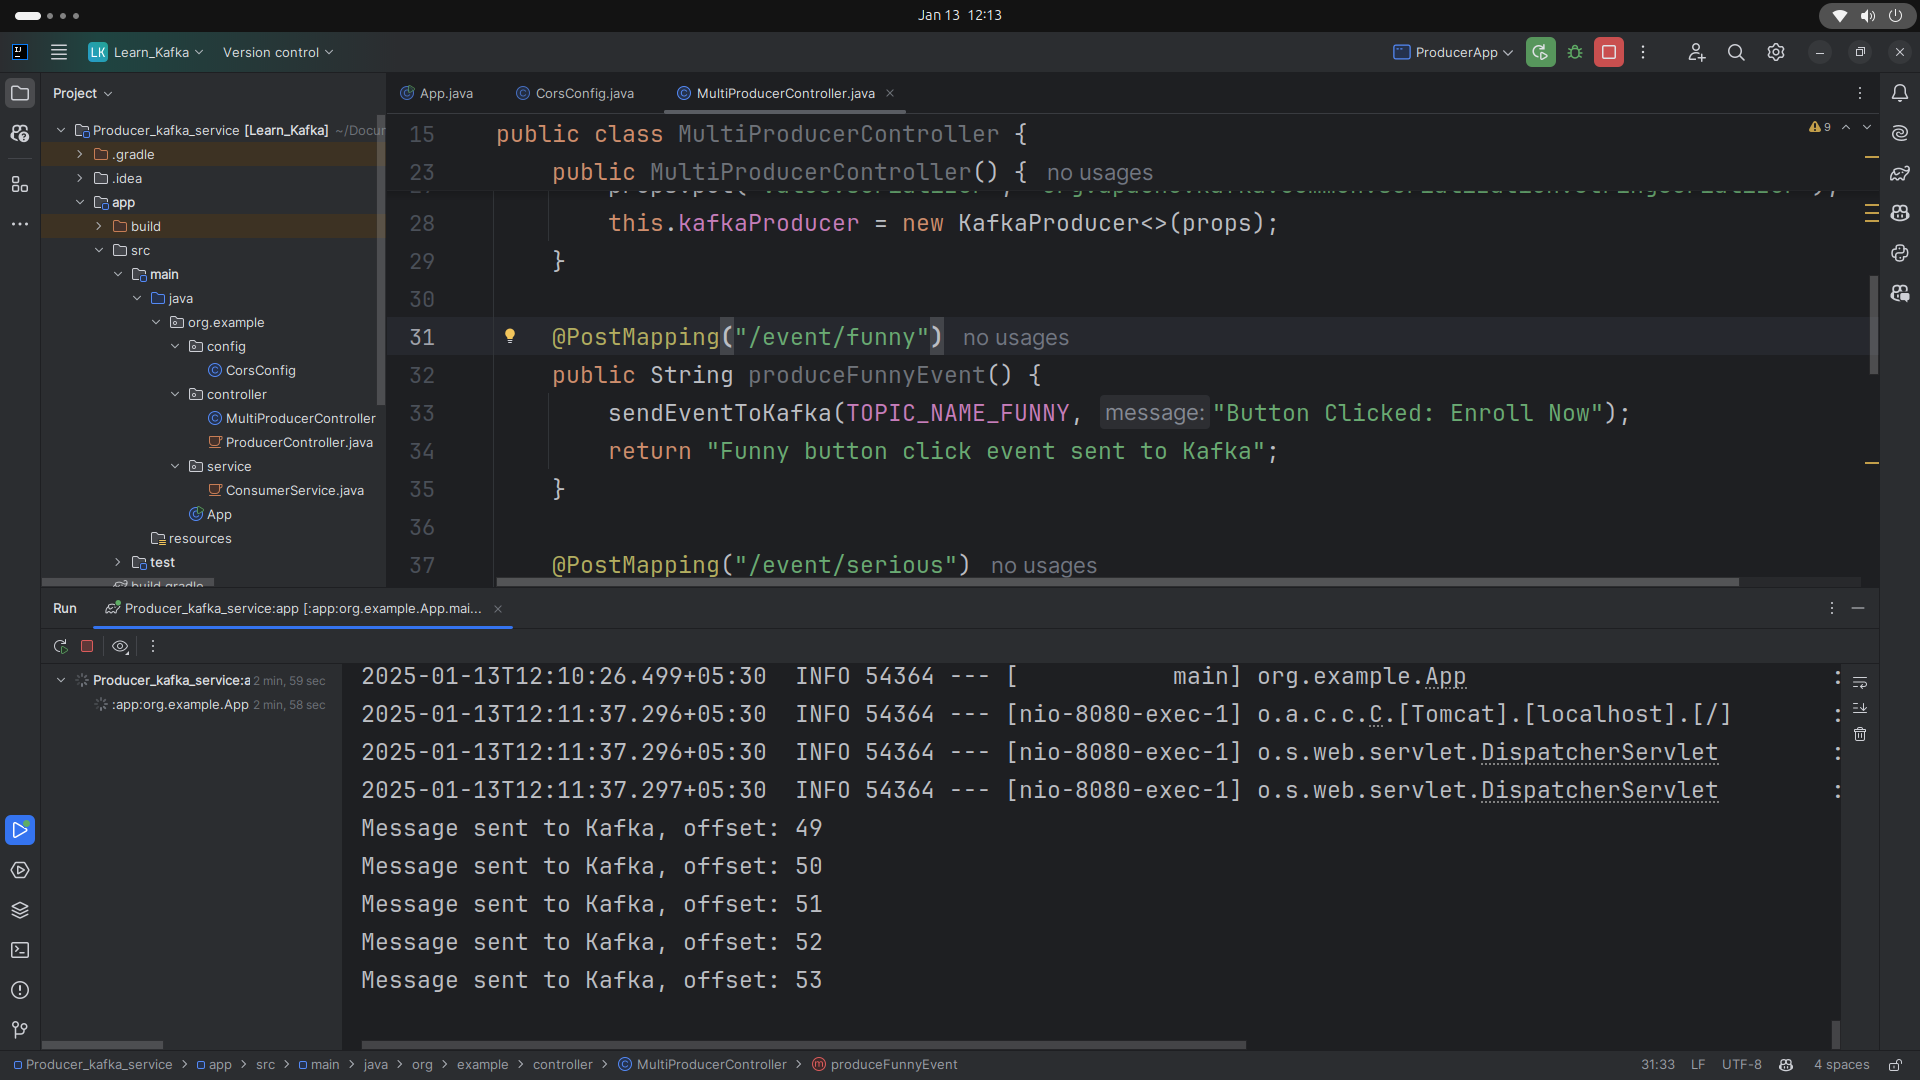 Jan 13 12:13
LK Learn_Kafka Version control
ProducerApp
Project
App.java CorsConfig.java MultiProducerController.java
Producer_kafka_service [Learn_Kafka] ~/Docu
.gradle
.idea
app
build
src
main
java
org.example
config
CorsConfig
controller
MultiProducerController
ProducerController.java
service
ConsumerService.java
App
resources
test
build.gradle
9
15 public class MultiProducerController {
23 public MultiProducerController() { no usages
28 this.kafkaProducer = new KafkaProducer<>(props);
29 }
30
31 @PostMapping("/event/funny") no usages
32 public String produceFunnyEvent() {
33 sendEventToKafka(TOPIC_NAME_FUNNY, message: "Button Clicked: Enroll Now");
34 return "Funny button click event sent to Kafka";
35 }
36
37 @PostMapping("/event/serious") no usages
Run Producer_kafka_service:app [:app:org.example.App.mai...
Producer_kafka_service:a 2 min, 59 sec
:app:org.example.App 2 min, 58 sec
2025-01-13T12:10:26.499+05:30 INFO 54364 --- [ main] org.example.App :
2025-01-13T12:11:37.296+05:30 INFO 54364 --- [nio-8080-exec-1] o.a.c.c.C.[Tomcat].[localhost].[/] :
2025-01-13T12:11:37.296+05:30 INFO 54364 --- [nio-8080-exec-1] o.s.web.servlet.DispatcherServlet :
2025-01-13T12:11:37.297+05:30 INFO 54364 --- [nio-8080-exec-1] o.s.web.servlet.DispatcherServlet :
Message sent to Kafka, offset: 49
Message sent to Kafka, offset: 50
Message sent to Kafka, offset: 51
Message sent to Kafka, offset: 52
Message sent to Kafka, offset: 53
Producer_kafka_service > app > src > main > java > org > example > controller > MultiProducerController > produceFunnyEvent 31:33 LF UTF-8 4 spaces